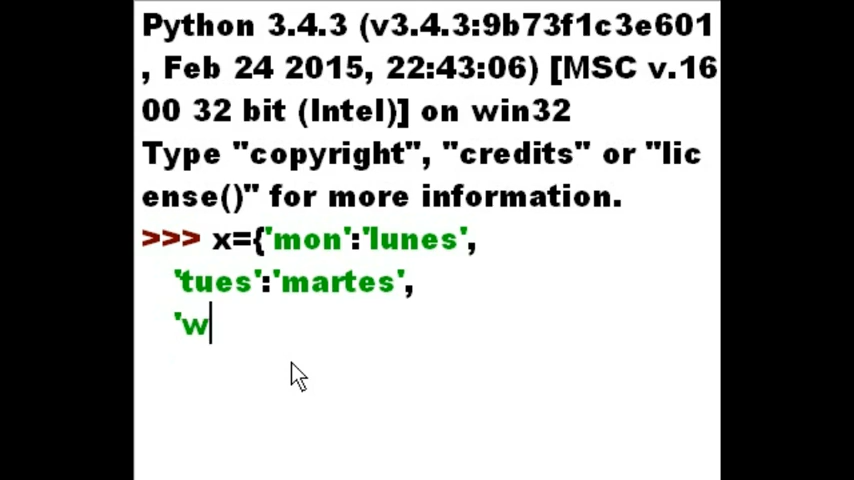 Python 3.4.3 (v3.4.3:9b73f1c3e601
, Feb 24 2015, 22:43:06) [MSC v.16
00 32 bit (Intel)] on win32
Type "copyright", "credits" or "lic
ense()" for more information.
>>> x={'mon':'lunes',
'tues':'martes',
'w